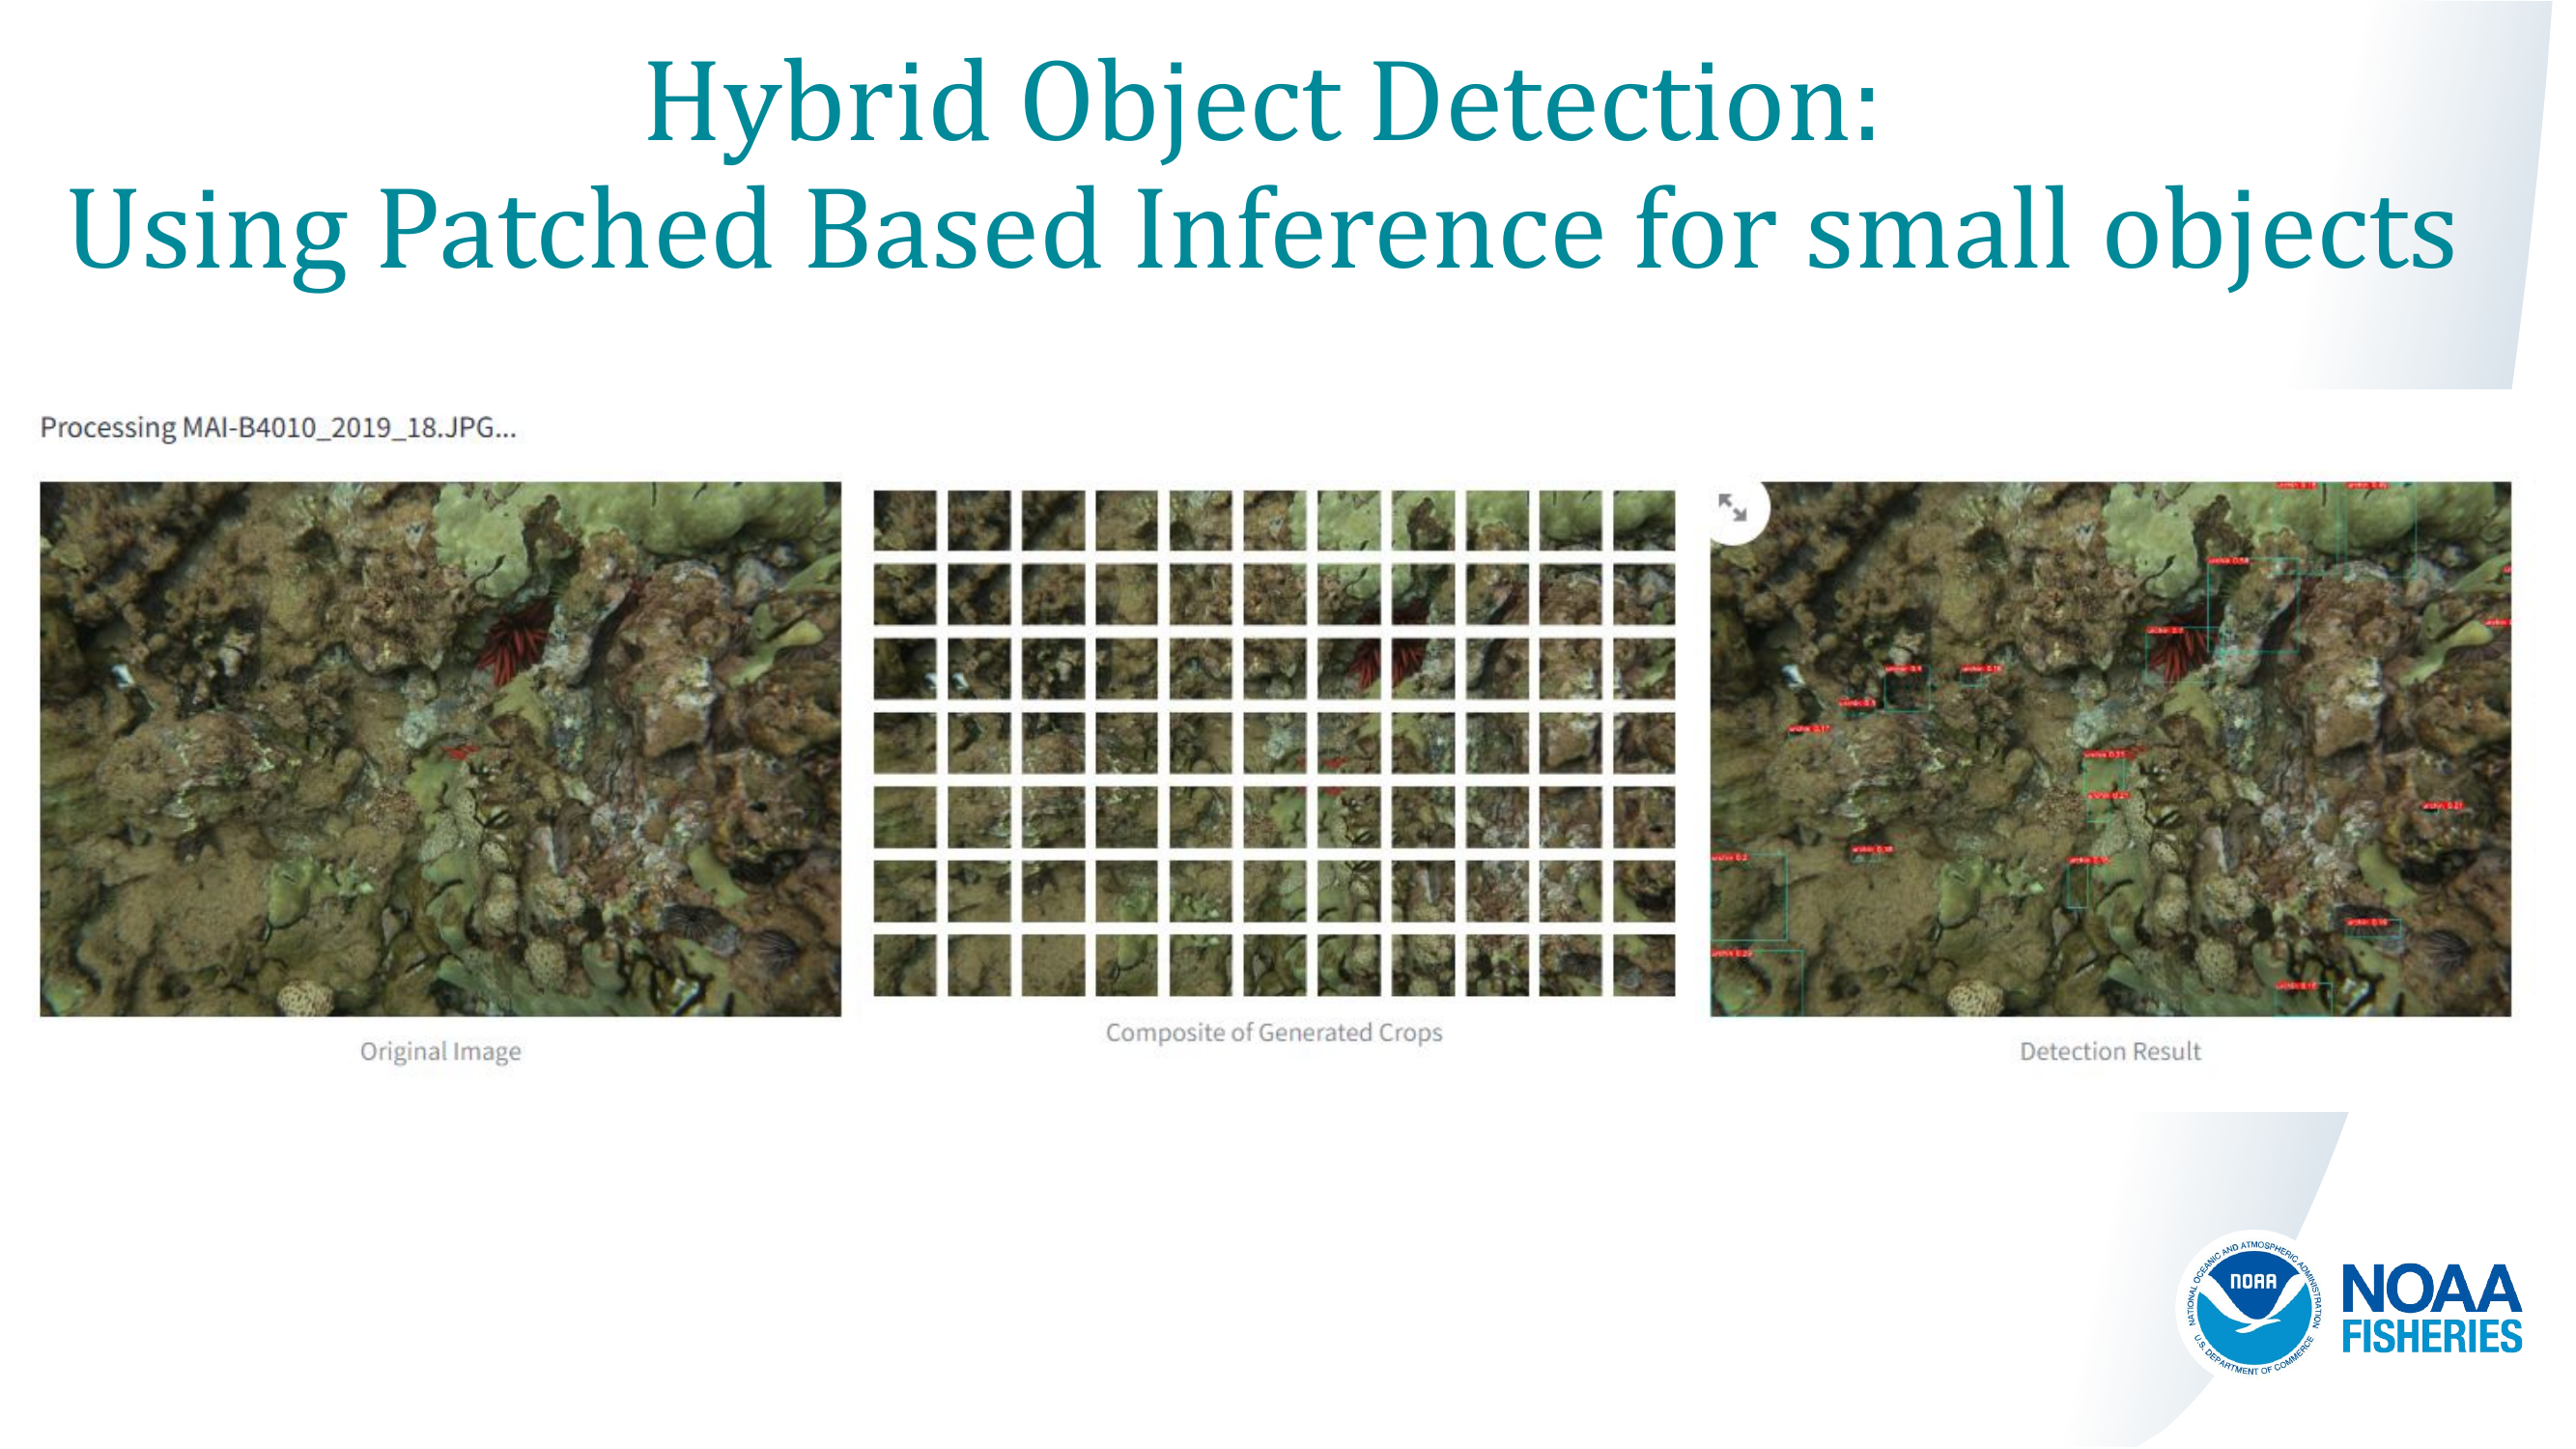 Hybrid Object Detection:
Using Patched Based Inference for small objects
Processing MAI-B4010_2019_18.JPG...
Original Image
Composite of Generated Crops
Detection Result
NATIONAL OCEANIC AND ATMOSPHERIC ADMINISTRATION
U.S. DEPARTMENT OF COMMERCE
NOAA
NOAA
FISHERIES